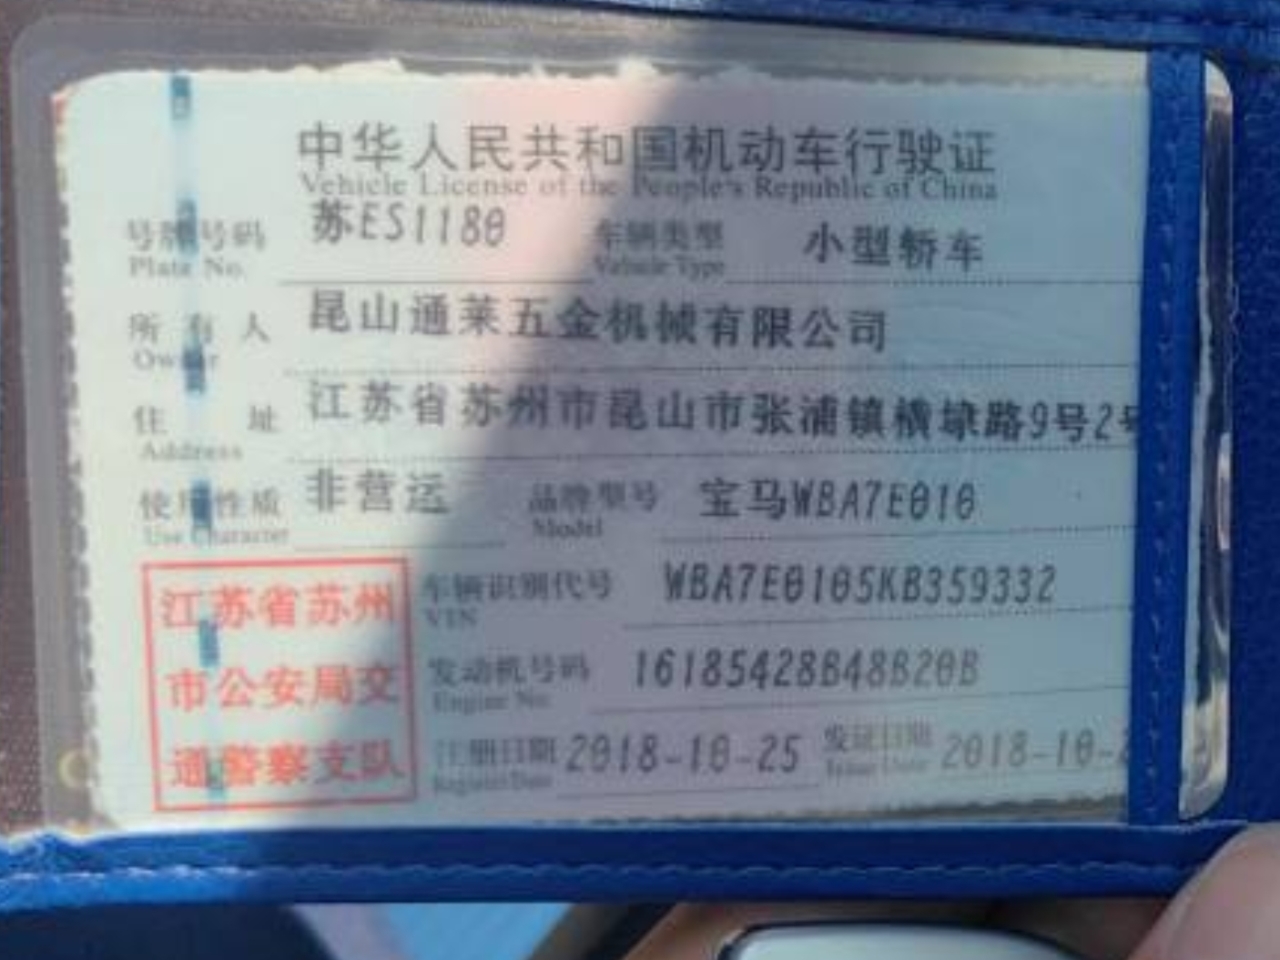 中华人民共和国机动车行驶证
Vehicle License of the People's Republic of China
号牌号码 苏ES1180 车辆类型 小型轿车
Plate No. Vehicle Type
所有人 昆山通莱五金机械有限公司
Owner
住址 江苏省苏州市昆山市张浦镇横塚路9号2号
Address
使用性质 非营运 品牌型号 宝马WBA7E010
Use Character Model
江苏省苏州
市公安局交
通警察支队
车辆识别代号 WBA7E0105KB359332
VIN
发动机号码 16185428B48B20B
Engine No.
注册日期 2018-10-25 发证日期 2018-10-2
Register Date Issue Date